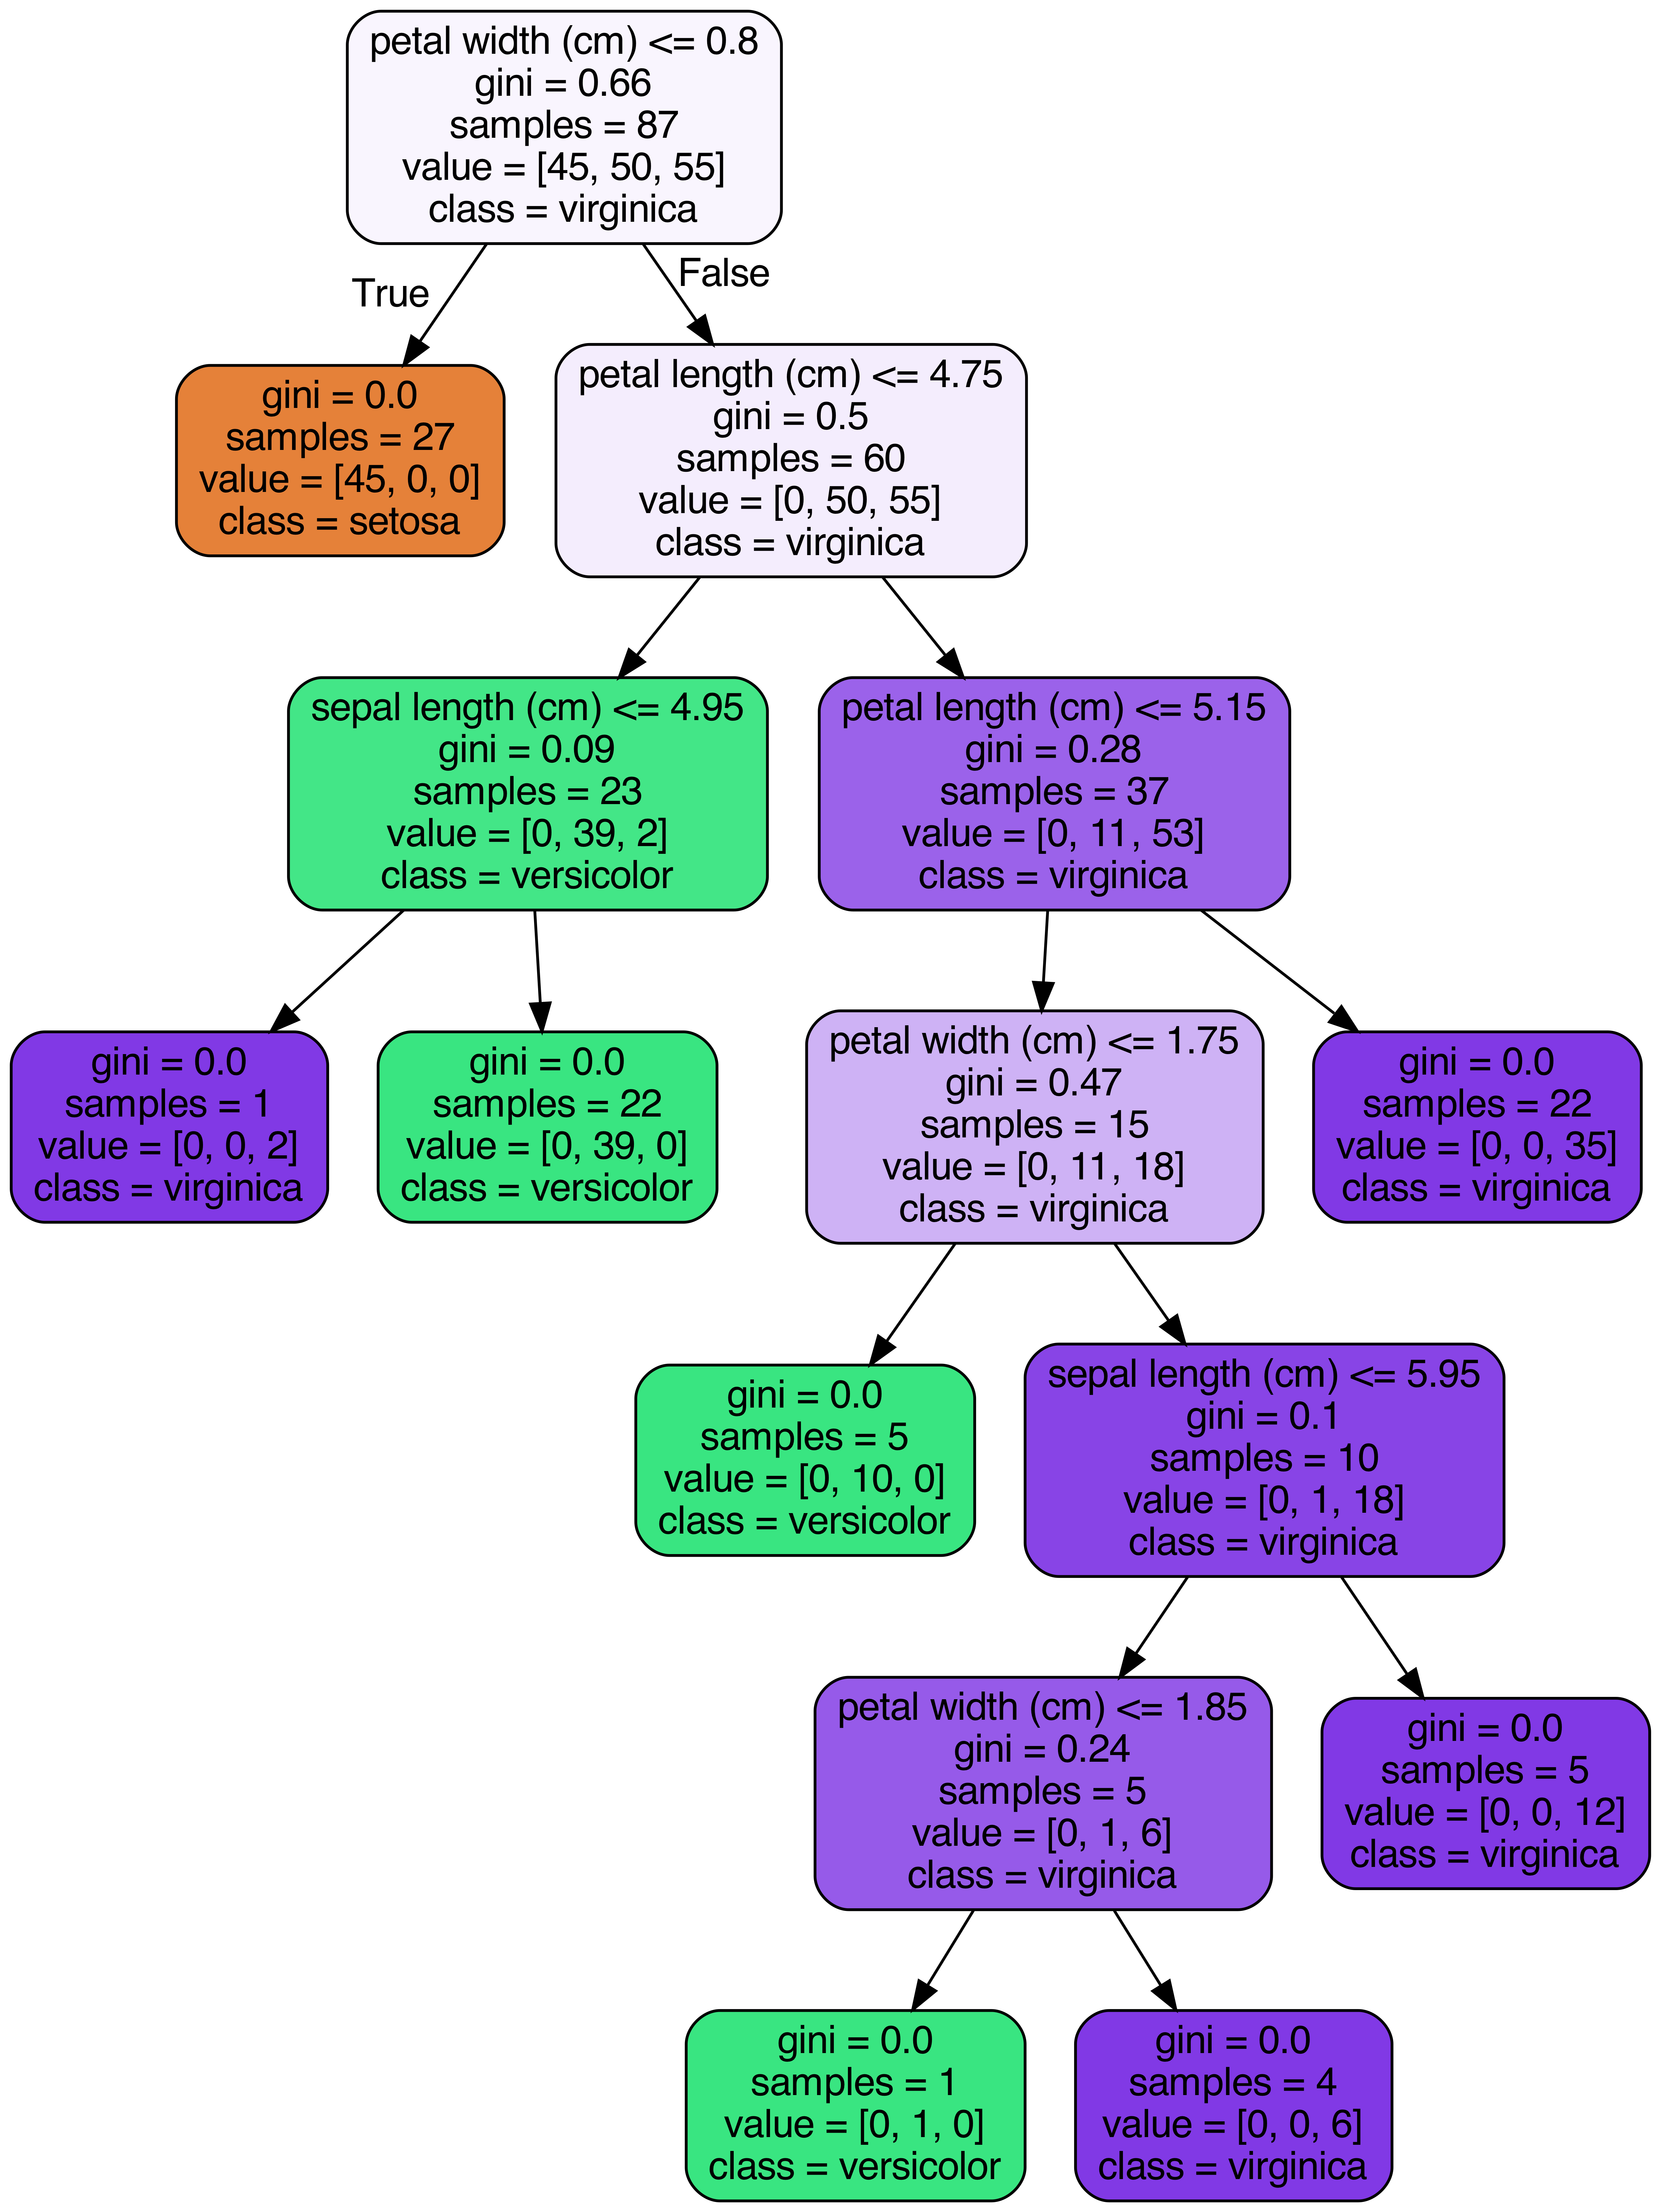 petal width (cm) <= 0.8
gini = 0.66
samples = 87
value = [45, 50, 55]
class = virginica
True
False
gini = 0.0
samples = 27
value = [45, 0, 0]
class = setosa
petal length (cm) <= 4.75
gini = 0.5
samples = 60
value = [0, 50, 55]
class = virginica
sepal length (cm) <= 4.95
gini = 0.09
samples = 23
value = [0, 39, 2]
class = versicolor
petal length (cm) <= 5.15
gini = 0.28
samples = 37
value = [0, 11, 53]
class = virginica
gini = 0.0
samples = 1
value = [0, 0, 2]
class = virginica
gini = 0.0
samples = 22
value = [0, 39, 0]
class = versicolor
petal width (cm) <= 1.75
gini = 0.47
samples = 15
value = [0, 11, 18]
class = virginica
gini = 0.0
samples = 22
value = [0, 0, 35]
class = virginica
gini = 0.0
samples = 5
value = [0, 10, 0]
class = versicolor
sepal length (cm) <= 5.95
gini = 0.1
samples = 10
value = [0, 1, 18]
class = virginica
petal width (cm) <= 1.85
gini = 0.24
samples = 5
value = [0, 1, 6]
class = virginica
gini = 0.0
samples = 5
value = [0, 0, 12]
class = virginica
gini = 0.0
samples = 1
value = [0, 1, 0]
class = versicolor
gini = 0.0
samples = 4
value = [0, 0, 6]
class = virginica